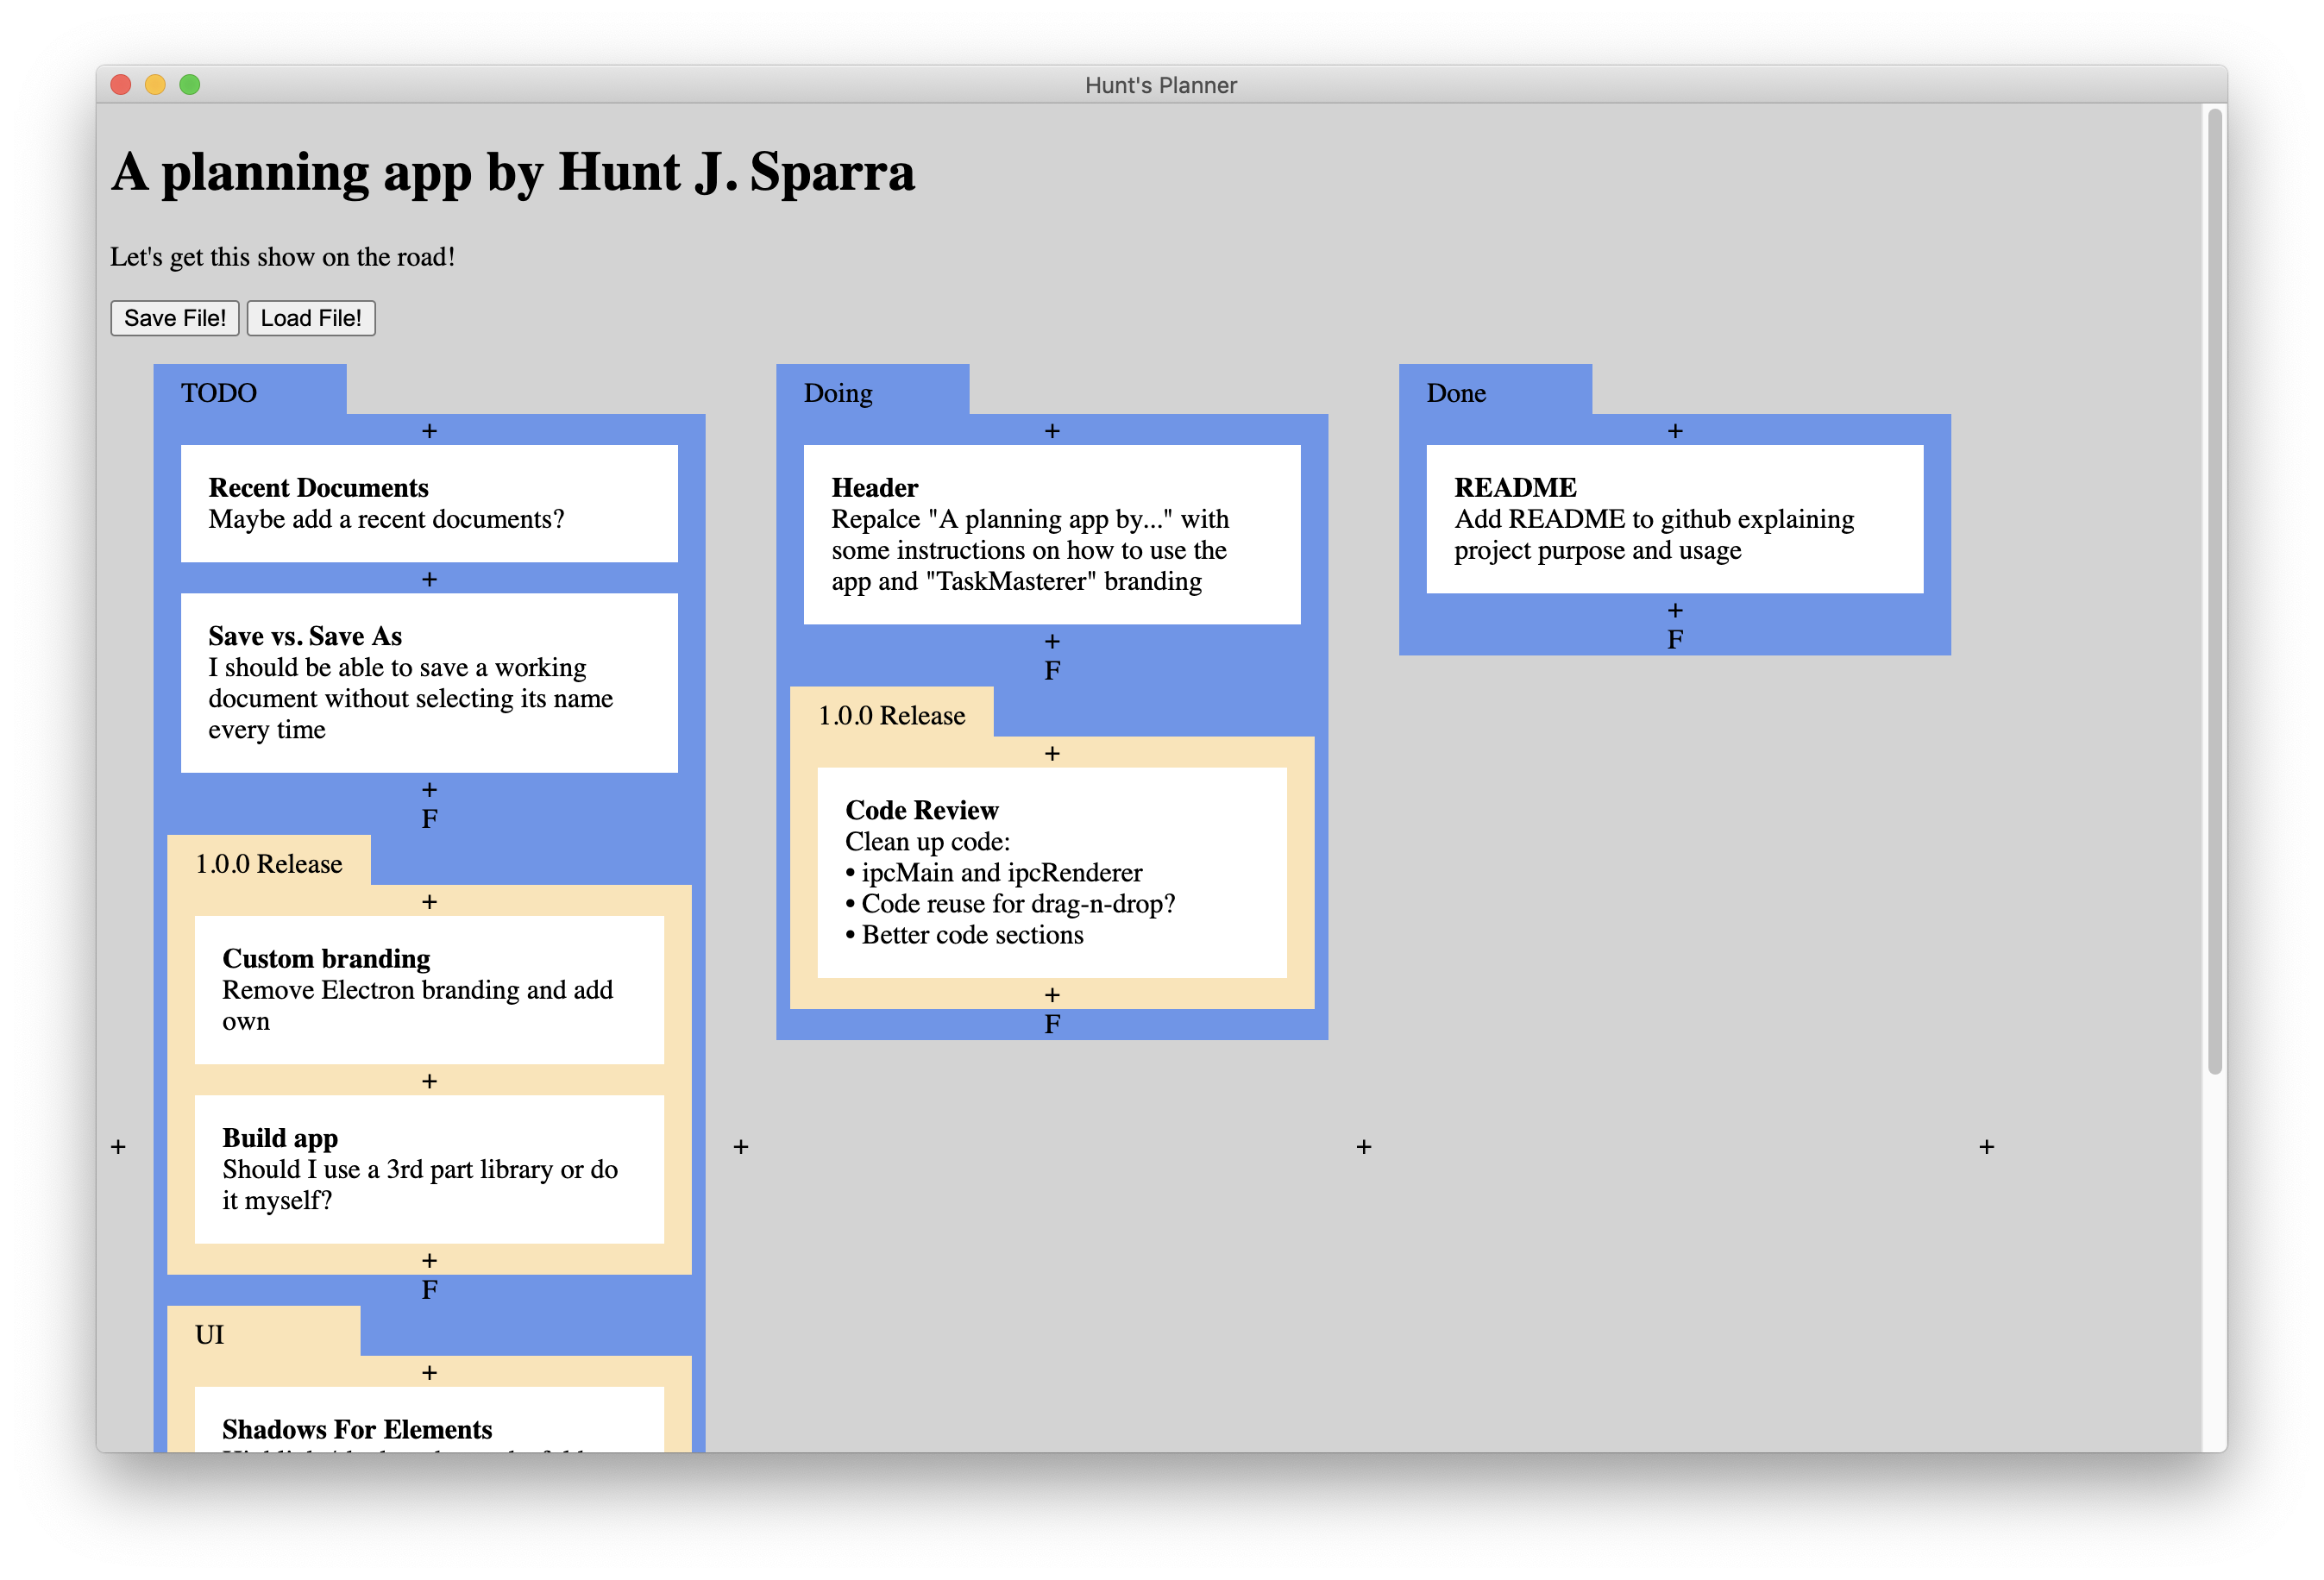 Hunt's Planner
A planning app by Hunt J. Sparra
Let's get this show on the road!
Save File! Load File!
TODO
+
Recent Documents
Maybe add a recent documents?
+
Save vs. Save As
I should be able to save a working
document without selecting its name
every time
+
F
1.0.0 Release
+
Custom branding
Remove Electron branding and add
own
+
Build app
Should I use a 3rd part library or do
it myself?
+
F
UI
+
Shadows For Elements
Doing
+
Header
Repalce "A planning app by..." with
some instructions on how to use the
app and "TaskMasterer" branding
+
F
1.0.0 Release
+
Code Review
Clean up code:
• ipcMain and ipcRenderer
• Code reuse for drag-n-drop?
• Better code sections
+
F
Done
+
README
Add README to github explaining
project purpose and usage
+
F
+ + + +